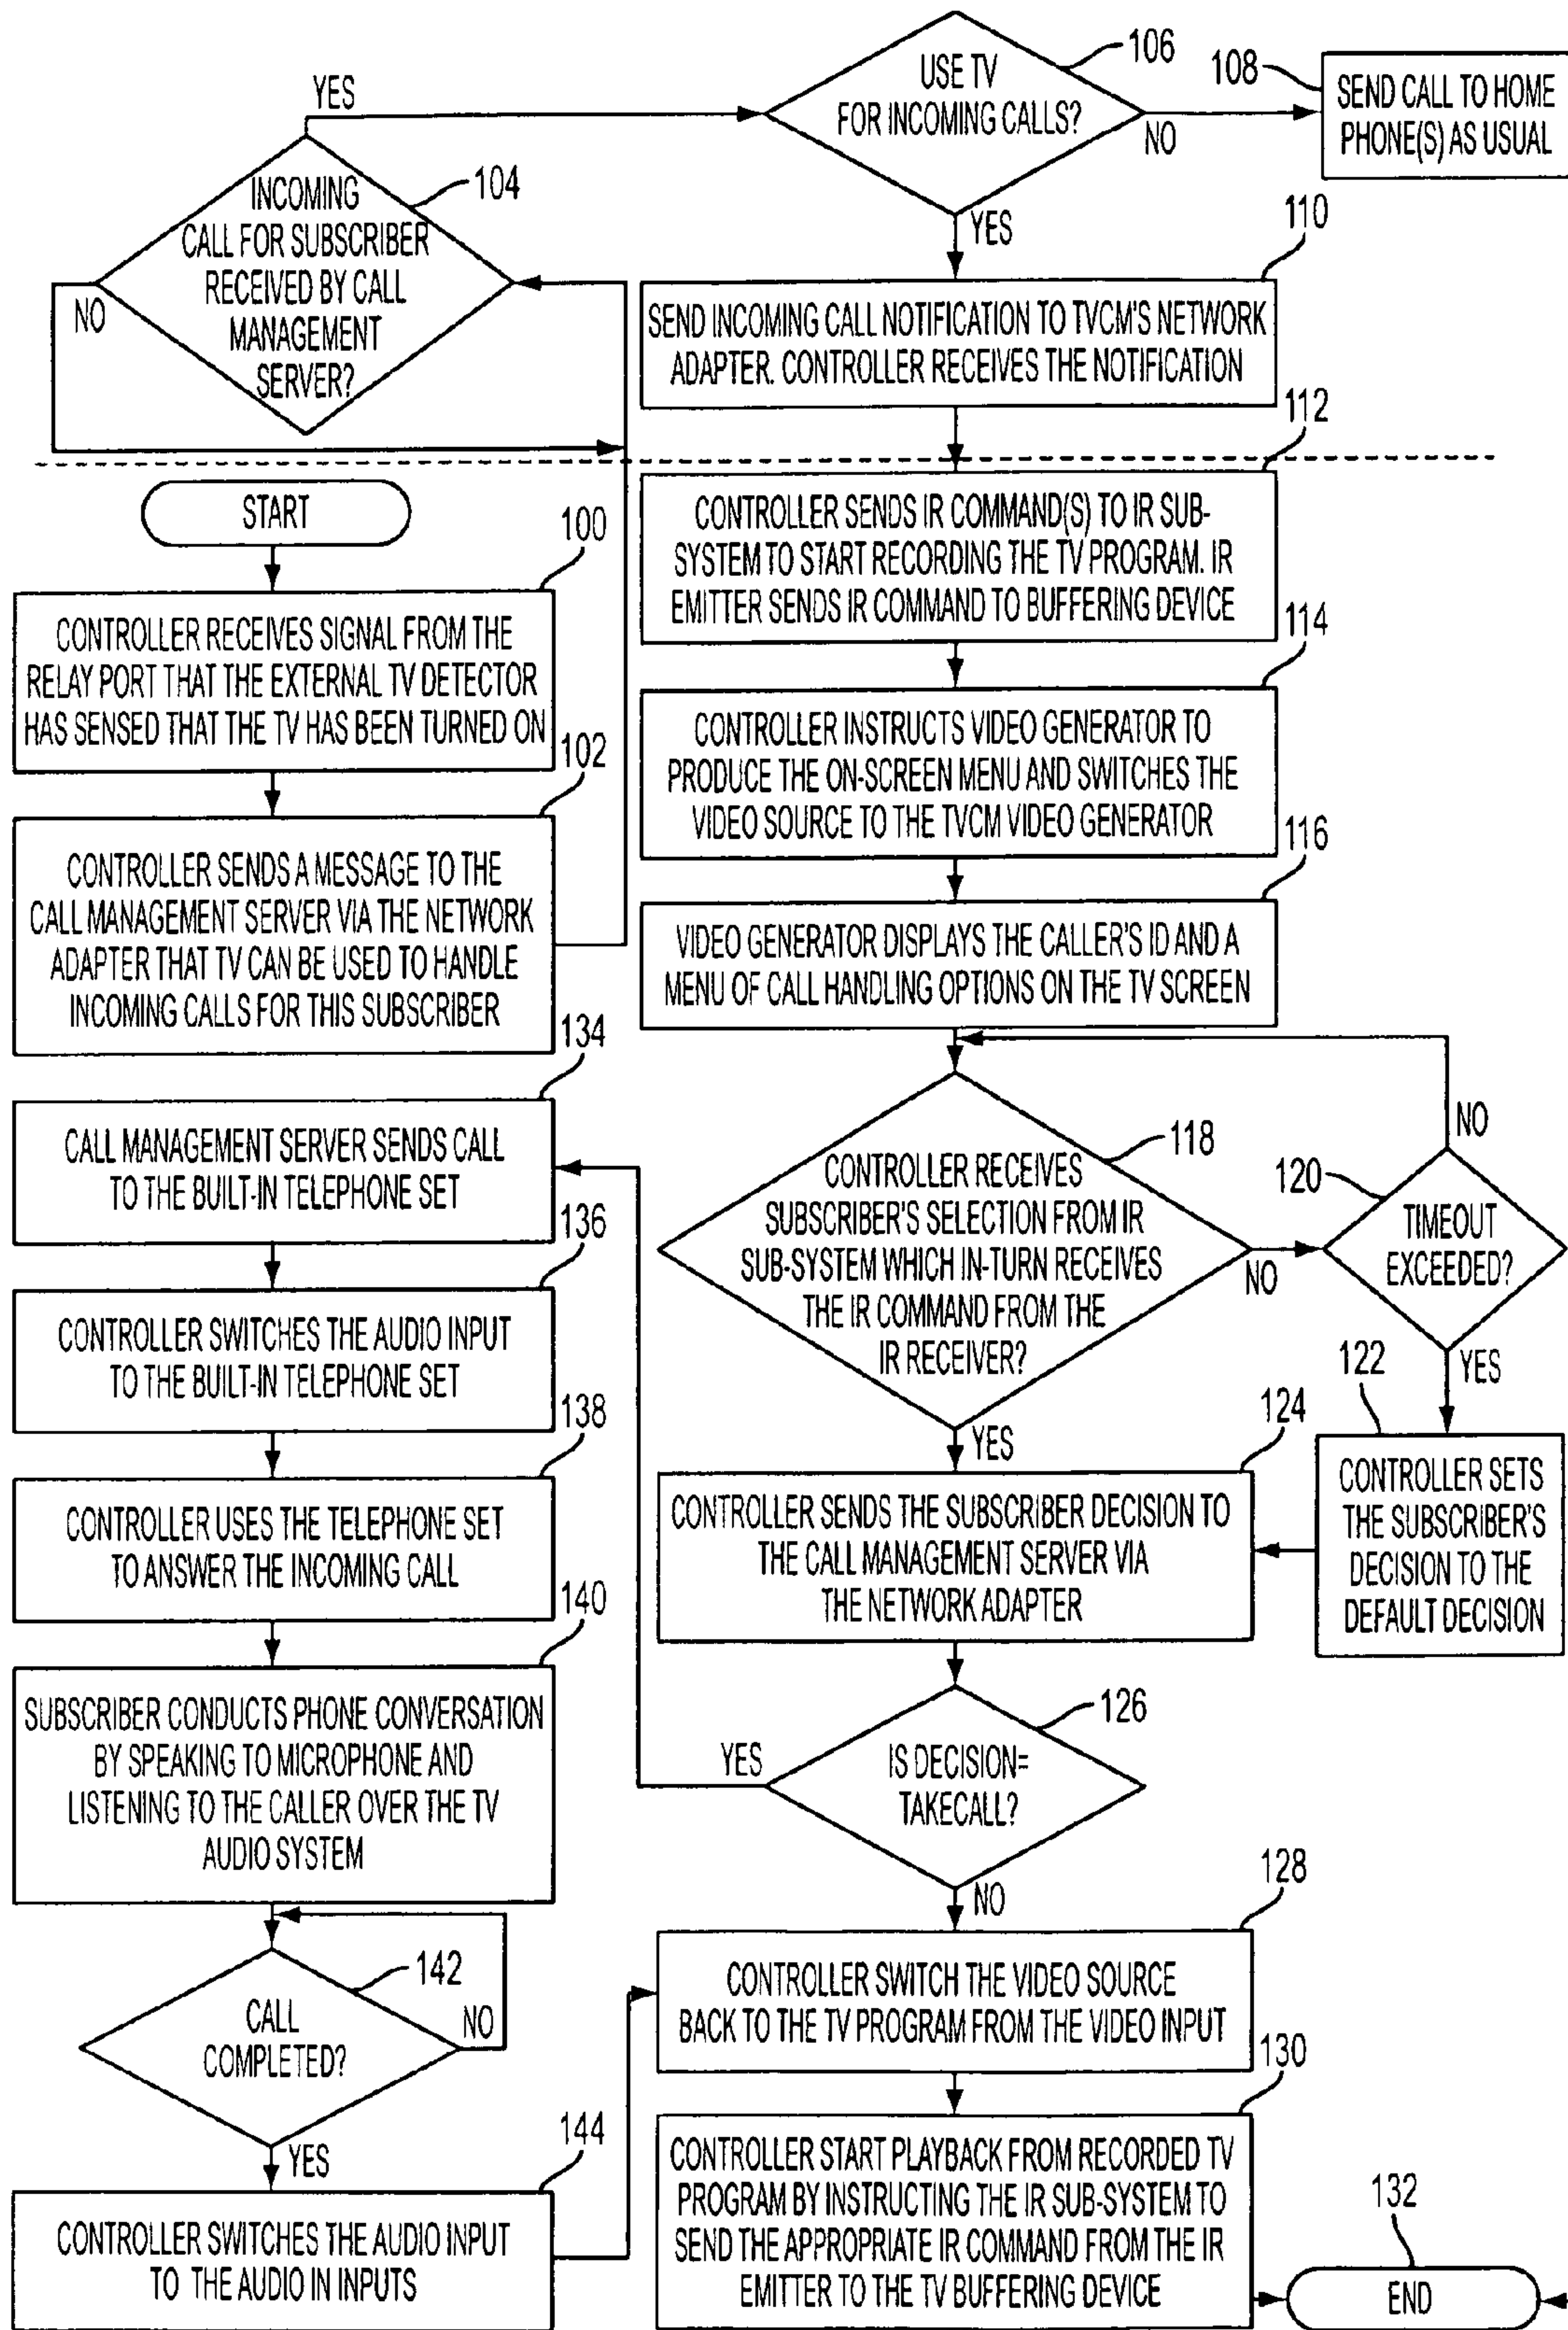 USE TV
FOR INCOMING CALLS?
106
YES
NO
108
SEND CALL TO HOME
PHONE(S) AS USUAL
YES
INCOMING
CALL FOR SUBSCRIBER
RECEIVED BY CALL
MANAGEMENT
SERVER?
104
NO
110
SEND INCOMING CALL NOTIFICATION TO TVCM'S NETWORK
ADAPTER. CONTROLLER RECEIVES THE NOTIFICATION
112
CONTROLLER SENDS IR COMMAND(S) TO IR SUB-
SYSTEM TO START RECORDING THE TV PROGRAM. IR
EMITTER SENDS IR COMMAND TO BUFFERING DEVICE
START
100
CONTROLLER RECEIVES SIGNAL FROM THE
RELAY PORT THAT THE EXTERNAL TV DETECTOR
HAS SENSED THAT THE TV HAS BEEN TURNED ON
102
CONTROLLER SENDS A MESSAGE TO THE
CALL MANAGEMENT SERVER VIA THE NETWORK
ADAPTER THAT TV CAN BE USED TO HANDLE
INCOMING CALLS FOR THIS SUBSCRIBER
114
CONTROLLER INSTRUCTS VIDEO GENERATOR TO
PRODUCE THE ON-SCREEN MENU AND SWITCHES THE
VIDEO SOURCE TO THE TVCM VIDEO GENERATOR
116
VIDEO GENERATOR DISPLAYS THE CALLER'S ID AND A
MENU OF CALL HANDLING OPTIONS ON THE TV SCREEN
118
CONTROLLER RECEIVES
SUBSCRIBER'S SELECTION FROM IR
SUB-SYSTEM WHICH IN-TURN RECEIVES
THE IR COMMAND FROM THE
IR RECEIVER?
NO
YES
120
TIMEOUT
EXCEEDED?
NO
YES
122
CONTROLLER SETS
THE SUBSCRIBER'S
DECISION TO THE
DEFAULT DECISION
124
CONTROLLER SENDS THE SUBSCRIBER DECISION TO
THE CALL MANAGEMENT SERVER VIA
THE NETWORK ADAPTER
126
IS DECISION=
TAKECALL?
YES
NO
134
CALL MANAGEMENT SERVER SENDS CALL
TO THE BUILT-IN TELEPHONE SET
136
CONTROLLER SWITCHES THE AUDIO INPUT
TO THE BUILT-IN TELEPHONE SET
138
CONTROLLER USES THE TELEPHONE SET
TO ANSWER THE INCOMING CALL
140
SUBSCRIBER CONDUCTS PHONE CONVERSATION
BY SPEAKING TO MICROPHONE AND
LISTENING TO THE CALLER OVER THE TV
AUDIO SYSTEM
142
CALL
COMPLETED?
NO
YES
144
CONTROLLER SWITCHES THE AUDIO INPUT
TO THE AUDIO IN INPUTS
128
CONTROLLER SWITCH THE VIDEO SOURCE
BACK TO THE TV PROGRAM FROM THE VIDEO INPUT
130
CONTROLLER START PLAYBACK FROM RECORDED TV
PROGRAM BY INSTRUCTING THE IR SUB-SYSTEM TO
SEND THE APPROPRIATE IR COMMAND FROM THE IR
EMITTER TO THE TV BUFFERING DEVICE
132
END